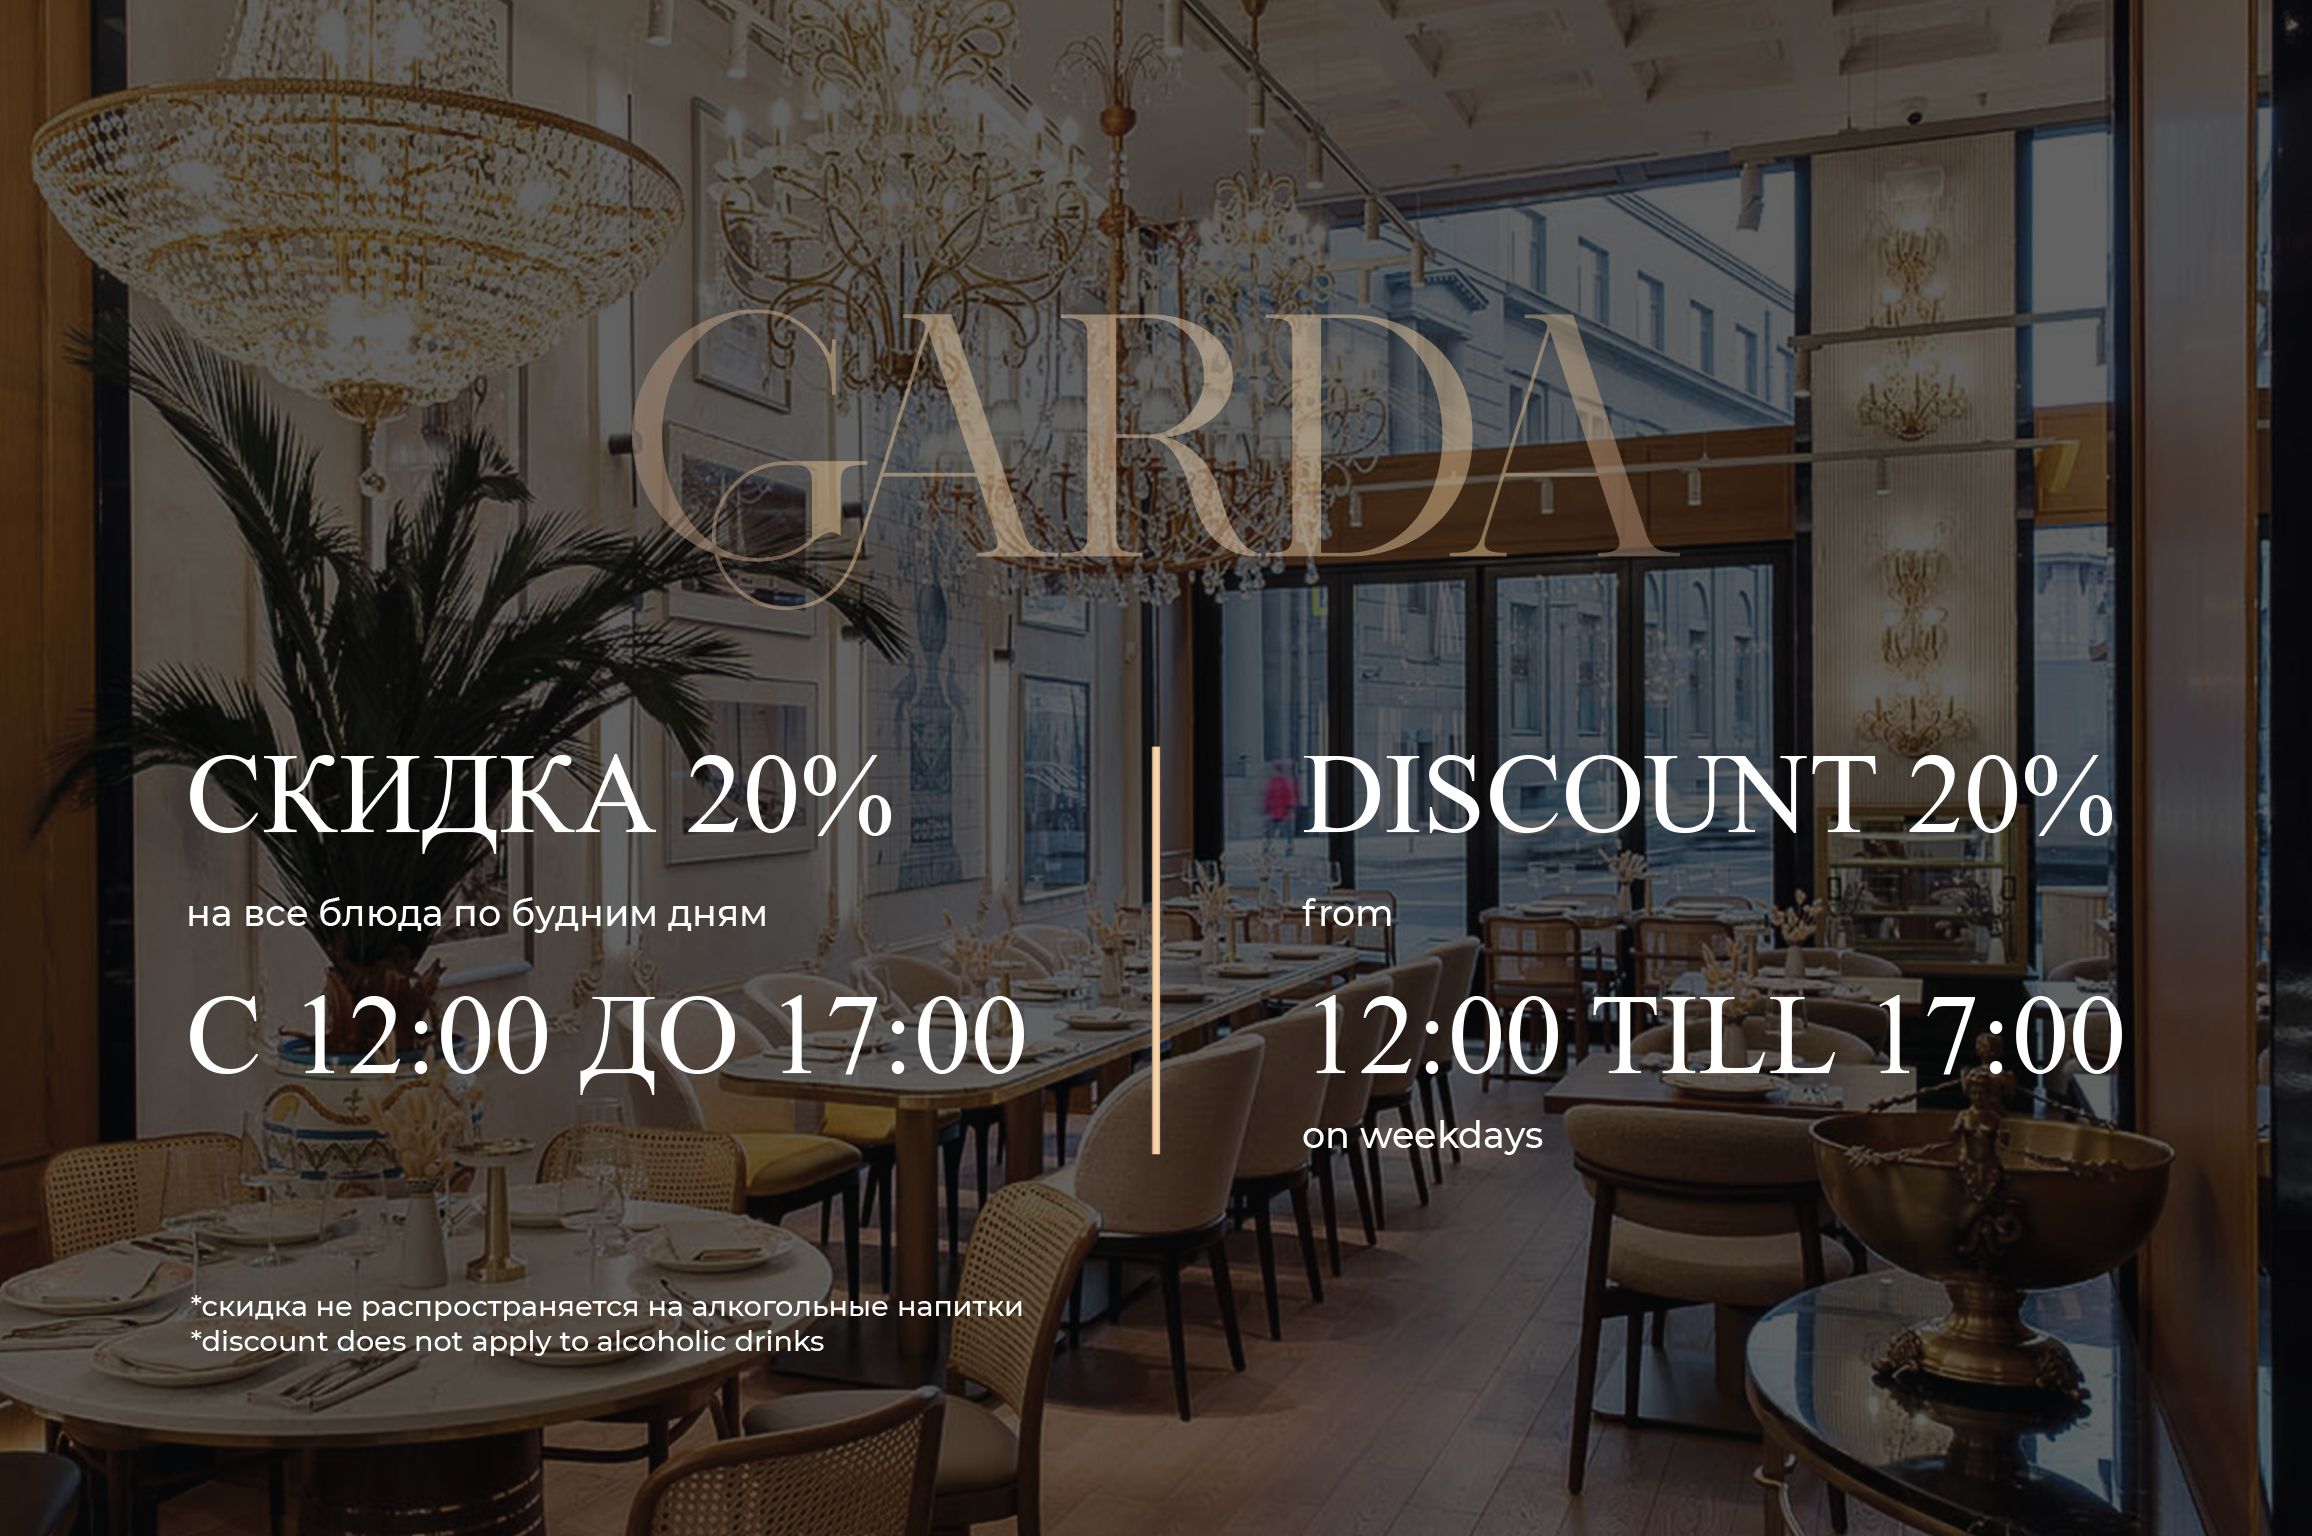 GARDA
СКИДКА 20%
на все блюда по будним дням
С 12:00 ДО 17:00
DISCOUNT 20%
from
12:00 TILL 17:00
on weekdays
*скидка не распространяется на алкогольные напитки
*discount does not apply to alcoholic drinks